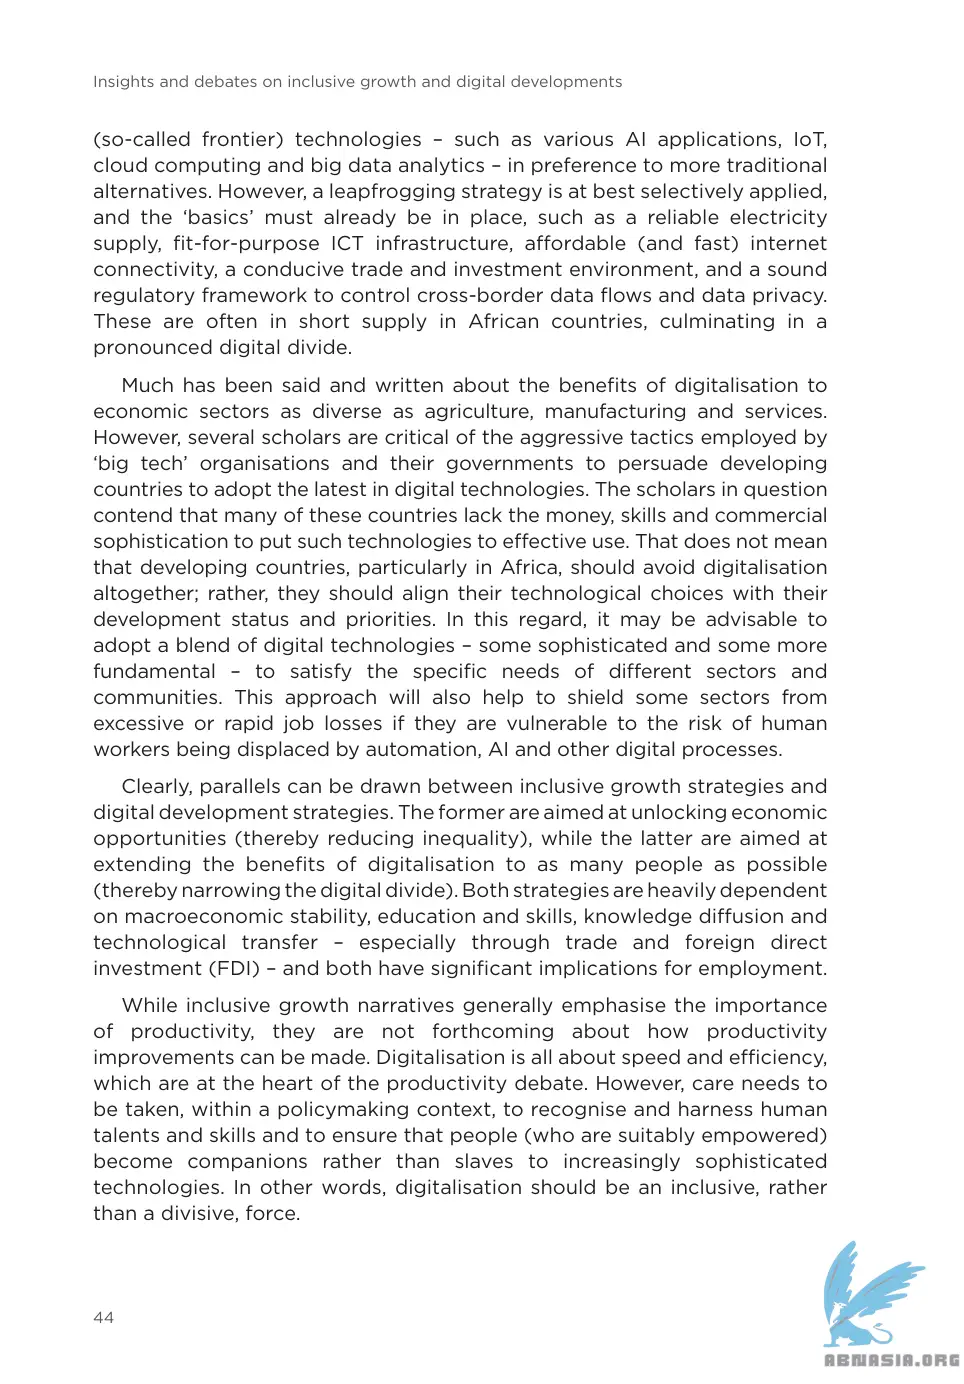 Insights and debates on inclusive growth and digital developments
(so-called frontier) technologies – such as various AI applications, IoT,
cloud computing and big data analytics – in preference to more traditional
alternatives. However, a leapfrogging strategy is at best selectively applied,
and the ‘basics’ must already be in place, such as a reliable electricity
supply, fit-for-purpose ICT infrastructure, affordable (and fast) internet
connectivity, a conducive trade and investment environment, and a sound
regulatory framework to control cross-border data flows and data privacy.
These are often in short supply in African countries, culminating in a
pronounced digital divide.
Much has been said and written about the benefits of digitalisation to
economic sectors as diverse as agriculture, manufacturing and services.
However, several scholars are critical of the aggressive tactics employed by
‘big tech’ organisations and their governments to persuade developing
countries to adopt the latest in digital technologies. The scholars in question
contend that many of these countries lack the money, skills and commercial
sophistication to put such technologies to effective use. That does not mean
that developing countries, particularly in Africa, should avoid digitalisation
altogether; rather, they should align their technological choices with their
development status and priorities. In this regard, it may be advisable to
adopt a blend of digital technologies – some sophisticated and some more
fundamental – to satisfy the specific needs of different sectors and
communities. This approach will also help to shield some sectors from
excessive or rapid job losses if they are vulnerable to the risk of human
workers being displaced by automation, AI and other digital processes.
Clearly, parallels can be drawn between inclusive growth strategies and
digital development strategies. The former are aimed at unlocking economic
opportunities (thereby reducing inequality), while the latter are aimed at
extending the benefits of digitalisation to as many people as possible
(thereby narrowing the digital divide). Both strategies are heavily dependent
on macroeconomic stability, education and skills, knowledge diffusion and
technological transfer – especially through trade and foreign direct
investment (FDI) – and both have significant implications for employment.
While inclusive growth narratives generally emphasise the importance
of productivity, they are not forthcoming about how productivity
improvements can be made. Digitalisation is all about speed and efficiency,
which are at the heart of the productivity debate. However, care needs to
be taken, within a policymaking context, to recognise and harness human
talents and skills and to ensure that people (who are suitably empowered)
become companions rather than slaves to increasingly sophisticated
technologies. In other words, digitalisation should be an inclusive, rather
than a divisive, force.
44
ABNASIA.ORG